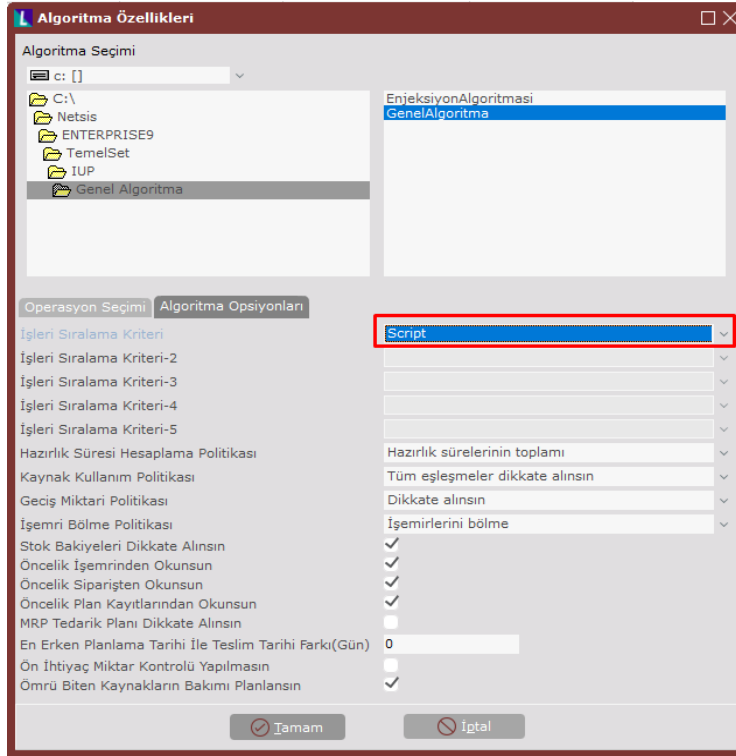 Algoritma Özellikleri
Algoritma Seçimi
c: []
C:\
Netsis
ENTERPRISE9
TemelSet
IUP
Genel Algoritma
EnjeksiyonAlgoritmasi
GenelAlgoritma
Operasyon Seçimi Algoritma Opsiyonları
İşleri Sıralama Kriteri Script
İşleri Sıralama Kriteri-2
İşleri Sıralama Kriteri-3
İşleri Sıralama Kriteri-4
İşleri Sıralama Kriteri-5
Hazırlık Süresi Hesaplama Politikası Hazırlık sürelerinin toplamı
Kaynak Kullanım Politikası Tüm eşleşmeler dikkate alınsın
Geciş Miktari Politikası Dikkate alınsın
İşemri Bölme Politikası İşemirlerini bölme
Stok Bakiyeleri Dikkate Alınsın
Öncelik İşemrinden Okunsun
Öncelik Siparişten Okunsun
Öncelik Plan Kayıtlarından Okunsun
MRP Tedarik Planı Dikkate Alınsın
En Erken Planlama Tarihi İle Teslim Tarihi Farkı(Gün) 0
Ön İhtiyaç Miktar Kontrolü Yapılmasın
Ömrü Biten Kaynakların Bakımı Planlansın
Tamam İptal